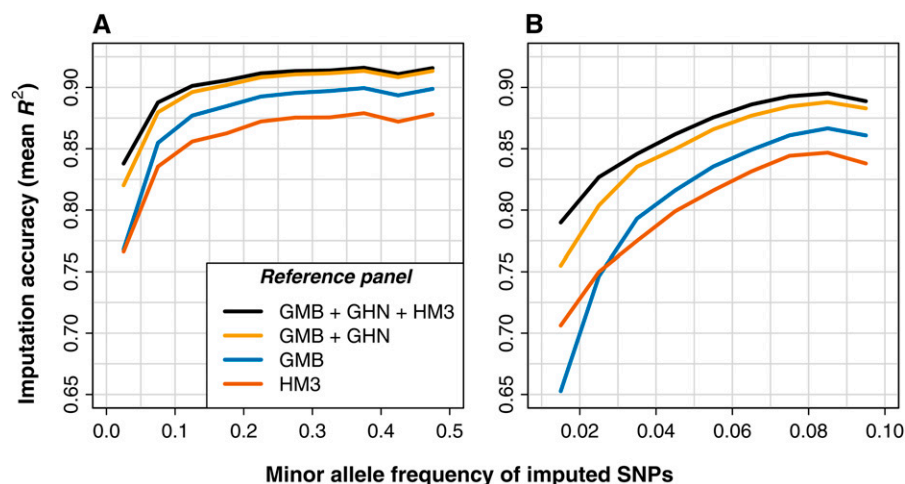 A
B
Imputation accuracy (mean R²)
0.90
0.85
0.80
0.75
0.70
0.65
0.90
0.85
0.80
0.75
0.70
0.65
Reference panel
GMB + GHN + HM3
GMB + GHN
GMB
HM3
0.0 0.1 0.2 0.3 0.4 0.5
0.02 0.04 0.06 0.08 0.10
Minor allele frequency of imputed SNPs